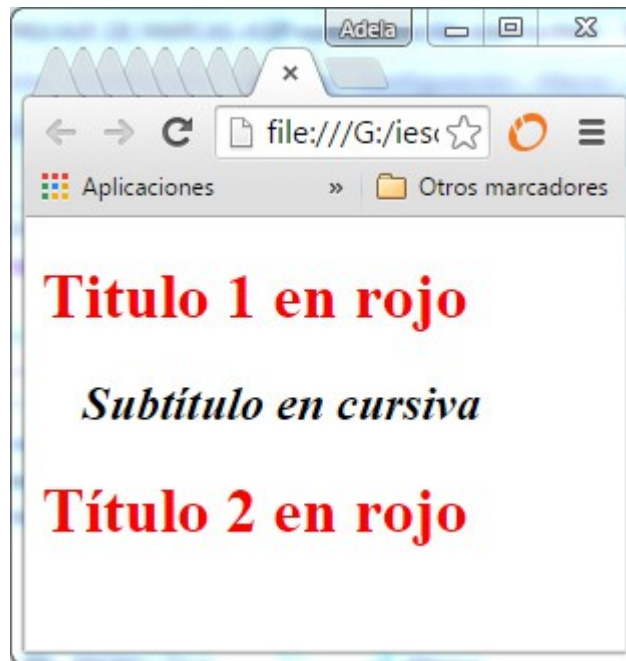 Adela
file:///G:/ies
Aplicaciones » Otros marcadores
Titulo 1 en rojo
Subtítulo en cursiva
Título 2 en rojo